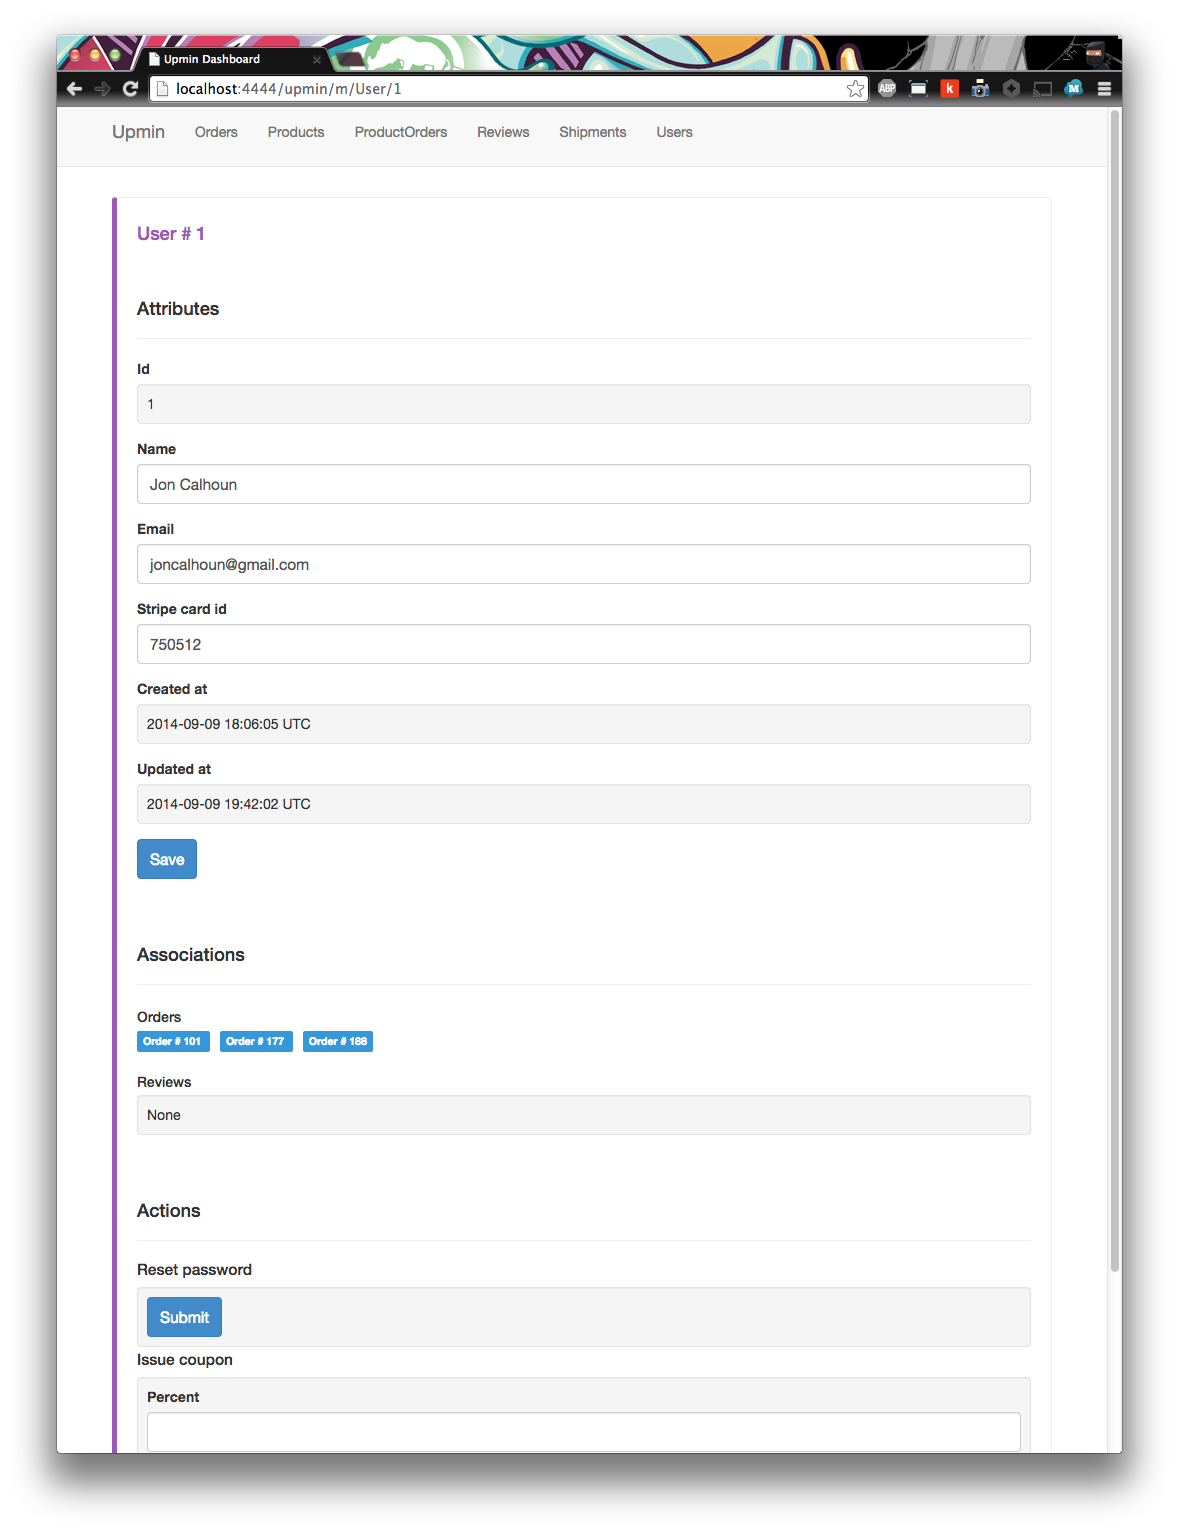 Upmin Dashboard
localhost:4444/upmin/m/User/1
ABP
k
M
Upmin Orders Products ProductOrders Reviews Shipments Users
User # 1
Attributes
Id
1
Name
Jon Calhoun
Email
joncalhoun@gmail.com
Stripe card id
750512
Created at
2014-09-09 18:06:05 UTC
Updated at
2014-09-09 19:42:02 UTC
Save
Associations
Orders
Order # 101 Order # 177 Order # 188
Reviews
None
Actions
Reset password
Submit
Issue coupon
Percent